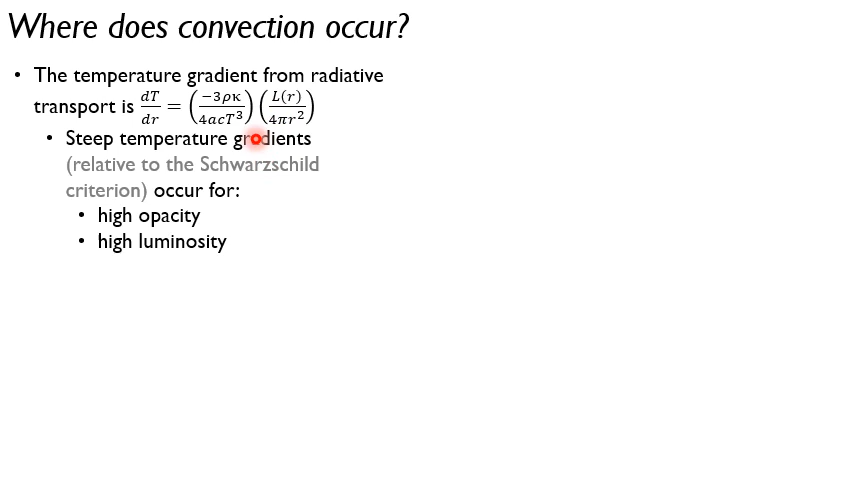 Where does convection occur?
• The temperature gradient from radiative
transport is dT/dr = (−3ρκ/4acT³)(L(r)/4πr²)
• Steep temperature gradients
(relative to the Schwarzschild
criterion) occur for:
• high opacity
• high luminosity